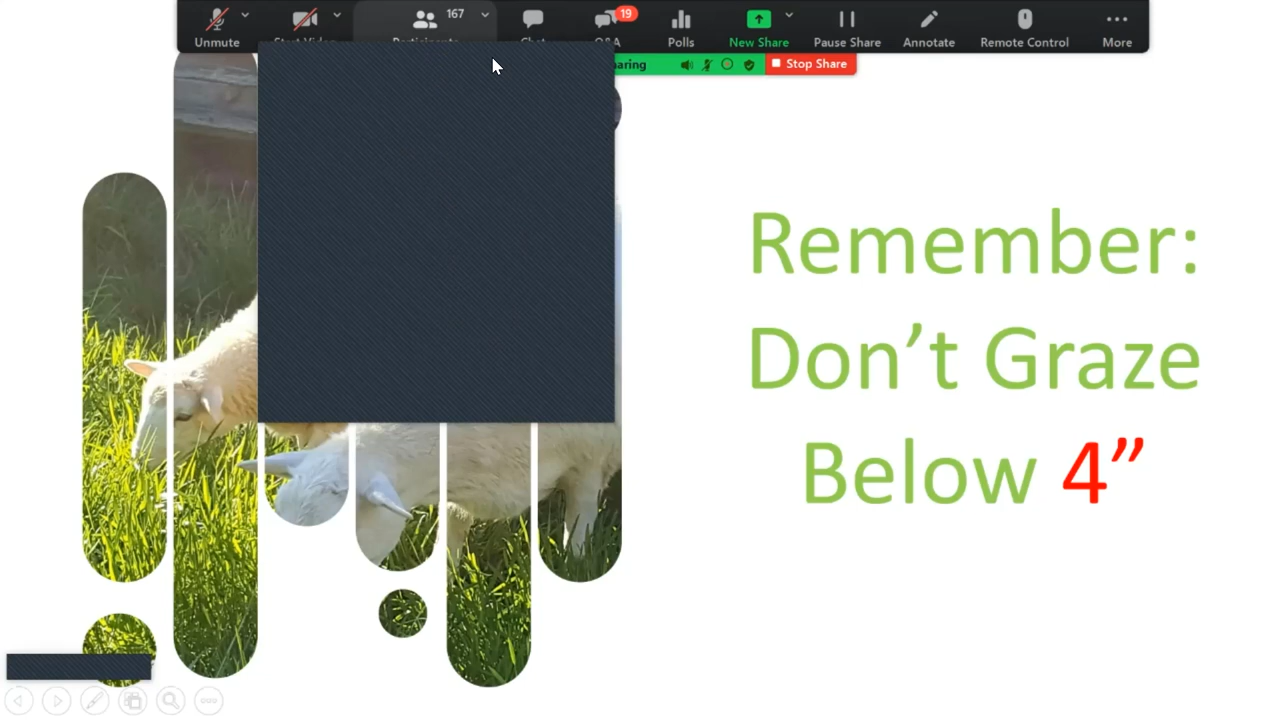 167
19
Unmute
Polls
New Share
Pause Share
Annotate
Remote Control
More
Stop Share
Remember:
Don’t Graze
Below 4”